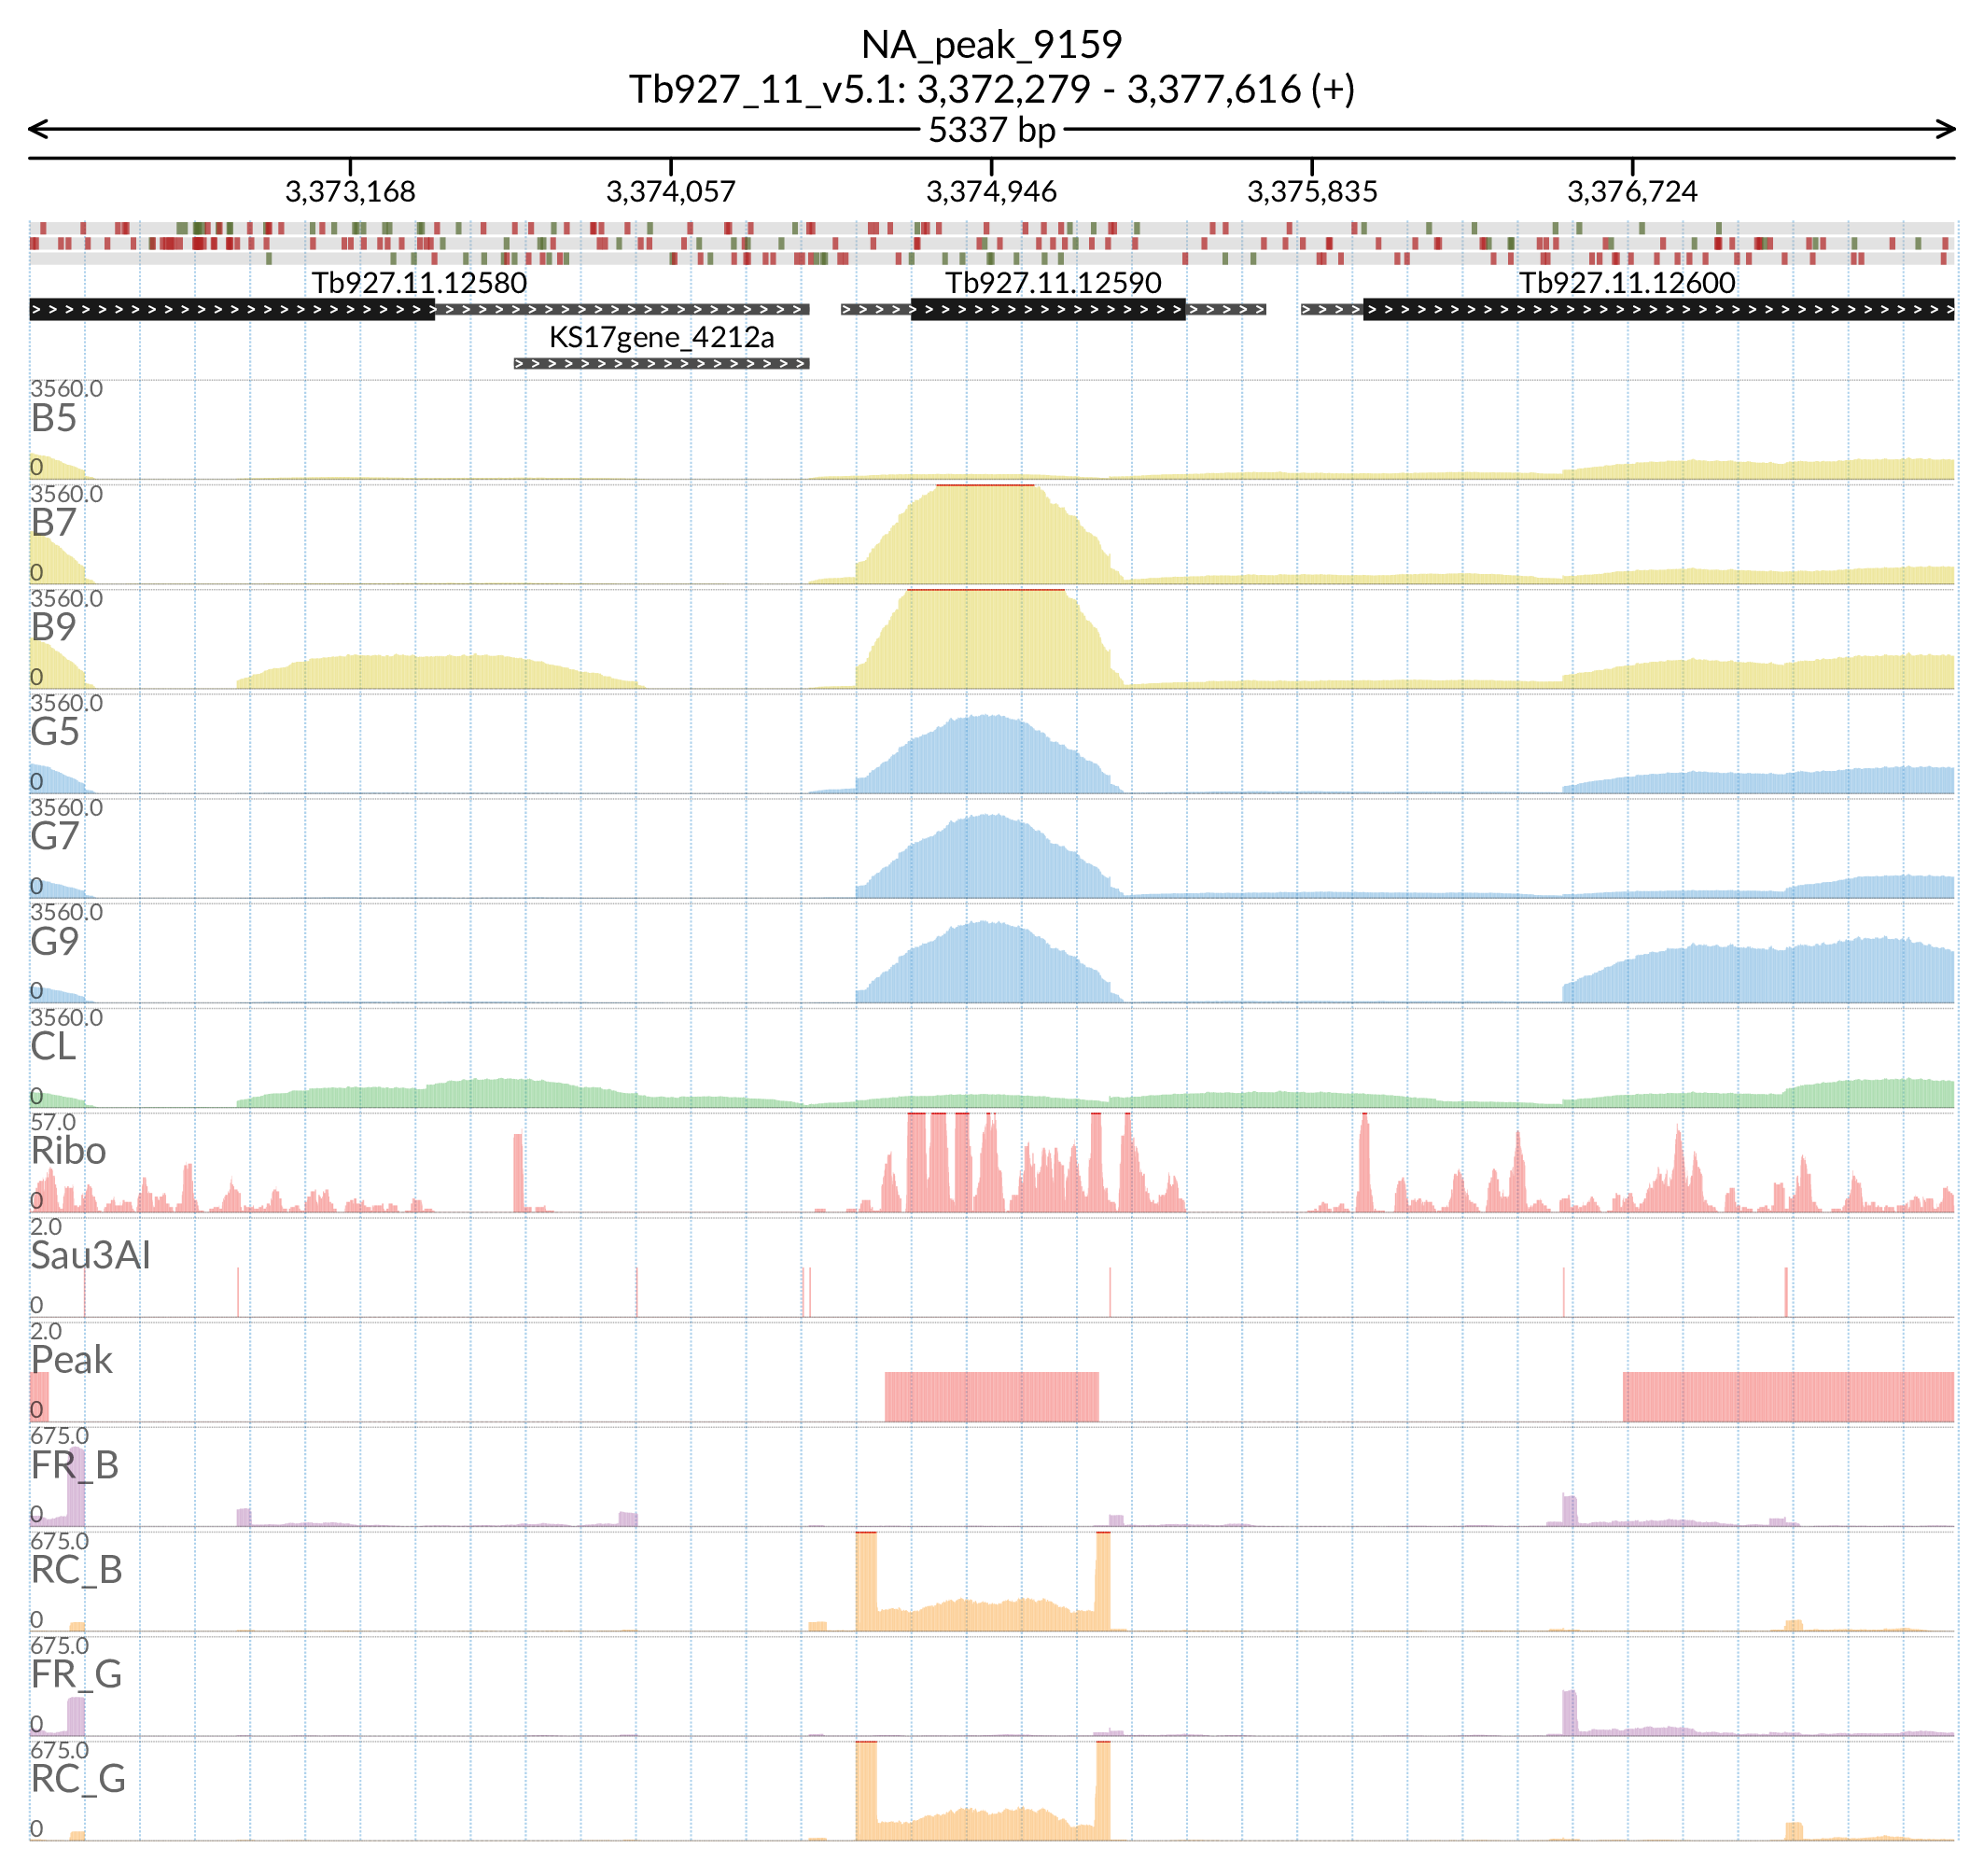 NA_peak_9159
Tb927_11_v5.1: 3,372,279 - 3,377,616 (+)
5337 bp
3,373,168 3,374,057 3,374,946 3,375,835 3,376,724
Tb927.11.12580 Tb927.11.12590 Tb927.11.12600
KS17gene_4212a
3560.0
B5
0
3560.0
B7
0
3560.0
B9
0
3560.0
G5
0
3560.0
G7
0
3560.0
G9
0
3560.0
CL
0
57.0
Ribo
0
2.0
Sau3AI
0
2.0
Peak
0
675.0
FR_B
0
675.0
RC_B
0
675.0
FR_G
0
675.0
RC_G
0